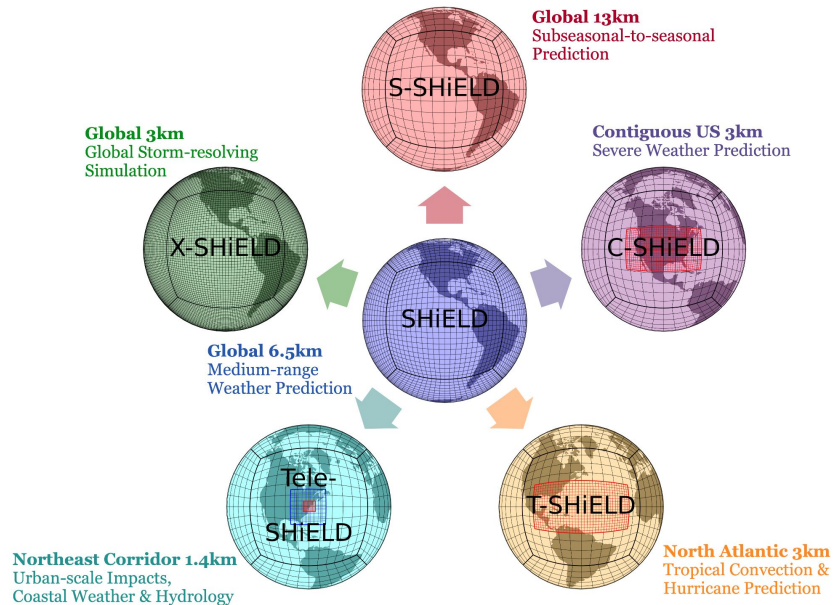 Global 13km
Subseasonal-to-seasonal
Prediction
S-SHiELD
Global 3km
Global Storm-resolving
Simulation
X-SHiELD
Contiguous US 3km
Severe Weather Prediction
C-SHiELD
SHiELD
Global 6.5km
Medium-range
Weather Prediction
Tele-
SHiELD
Northeast Corridor 1.4km
Urban-scale Impacts,
Coastal Weather & Hydrology
T-SHiELD
North Atlantic 3km
Tropical Convection &
Hurricane Prediction